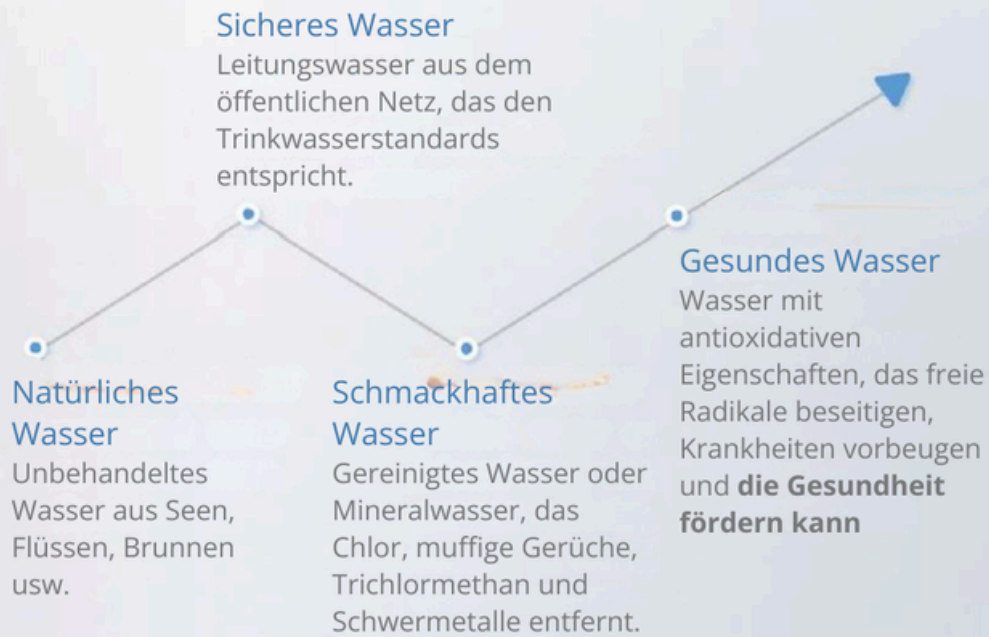 Sicheres Wasser
Leitungswasser aus dem
öffentlichen Netz, das den
Trinkwasserstandards
entspricht.
Natürliches
Wasser
Unbehandeltes
Wasser aus Seen,
Flüssen, Brunnen
usw.
Schmackhaftes
Wasser
Gereinigtes Wasser oder
Mineralwasser, das
Chlor, muffige Gerüche,
Trichlormethan und
Schwermetalle entfernt.
Gesundes Wasser
Wasser mit
antioxidativen
Eigenschaften, das freie
Radikale beseitigen,
Krankheiten vorbeugen
und die Gesundheit
fördern kann